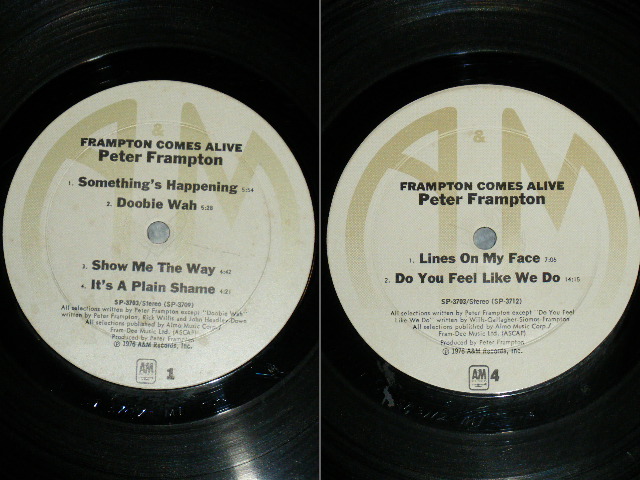 &
FRAMPTON COMES ALIVE
Peter Frampton
1. Something's Happening 5:54
2. Doobie Wah 5:28
3. Show Me The Way 4:42
4. It's A Plain Shame 4:21
SP-3703/Stereo (SP-3709)
All selections written by Peter Frampton except "Doobie Wah"
written by Peter Frampton, Rick Wills and John Headley-Down
All selections published by Almo Music Corp./
Fram-Dee Music Ltd. (ASCAP)
Produced by Peter Frampton
Ⓟ 1976 A&M Records, Inc.
AM
1
&
FRAMPTON COMES ALIVE
Peter Frampton
1. Lines On My Face 7:06
2. Do You Feel Like We Do 14:15
SP-3703/Stereo (SP-3712)
All selections written by Peter Frampton except "Do You Feel
Like We Do" written by Wills-Gallagher-Siomos-Frampton
All selections published by Almo Music Corp./
Fram-Dee Music Ltd. (ASCAP)
Produced by Peter Frampton
Ⓟ 1976 A&M Records, Inc.
AM
4